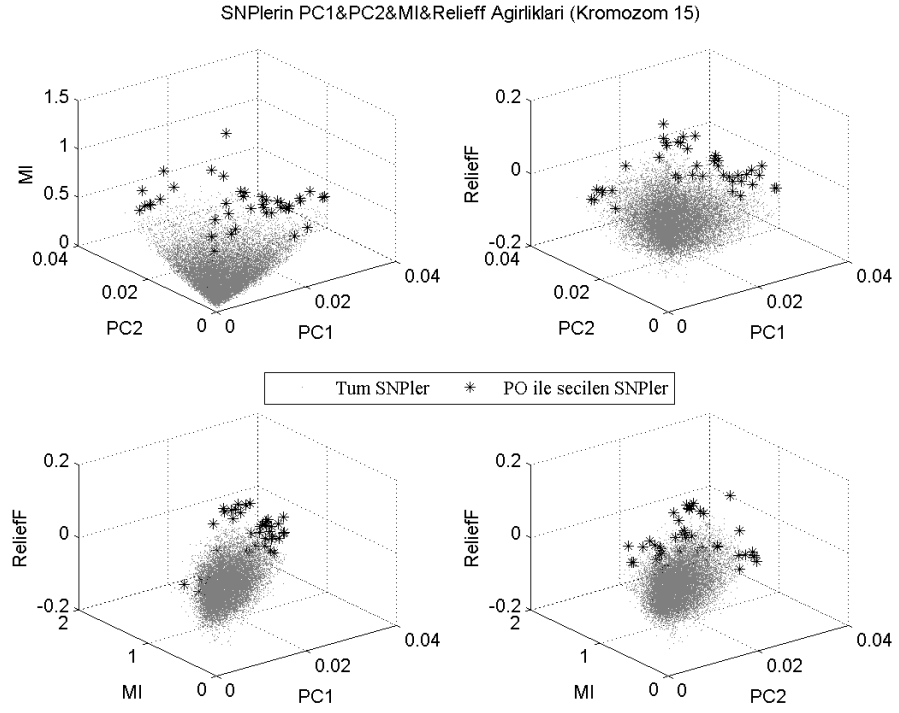 SNPlerin PC1&PC2&MI&Relieff Agirliklari (Kromozom 15)
1.5
1
0.5
0
MI
0.04
0.02
0
PC2
0
0.02
0.04
PC1
0.2
0
-0.2
ReliefF
0.04
0.02
0
PC2
0
0.02
0.04
PC1
Tum SNPler
PO ile secilen SNPler
0.2
0
-0.2
ReliefF
2
1
0
MI
0
0.02
0.04
PC1
0.2
0
-0.2
ReliefF
2
1
0
MI
0
0.02
0.04
PC2